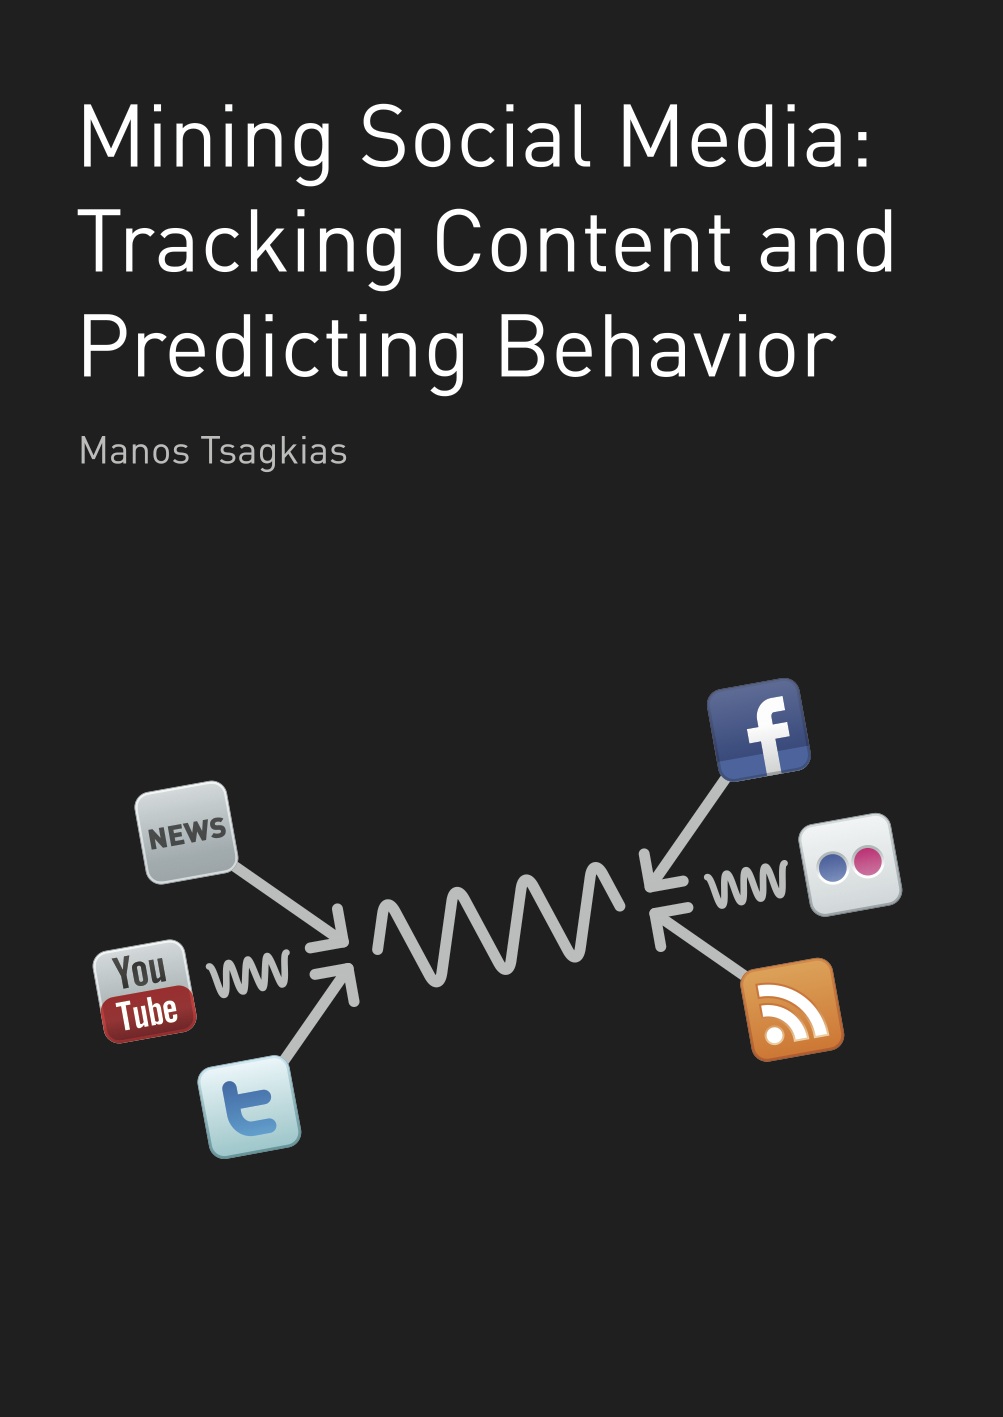 Mining Social Media:
Tracking Content and
Predicting Behavior
Manos Tsagkias
f
NEWS
You
Tube
t